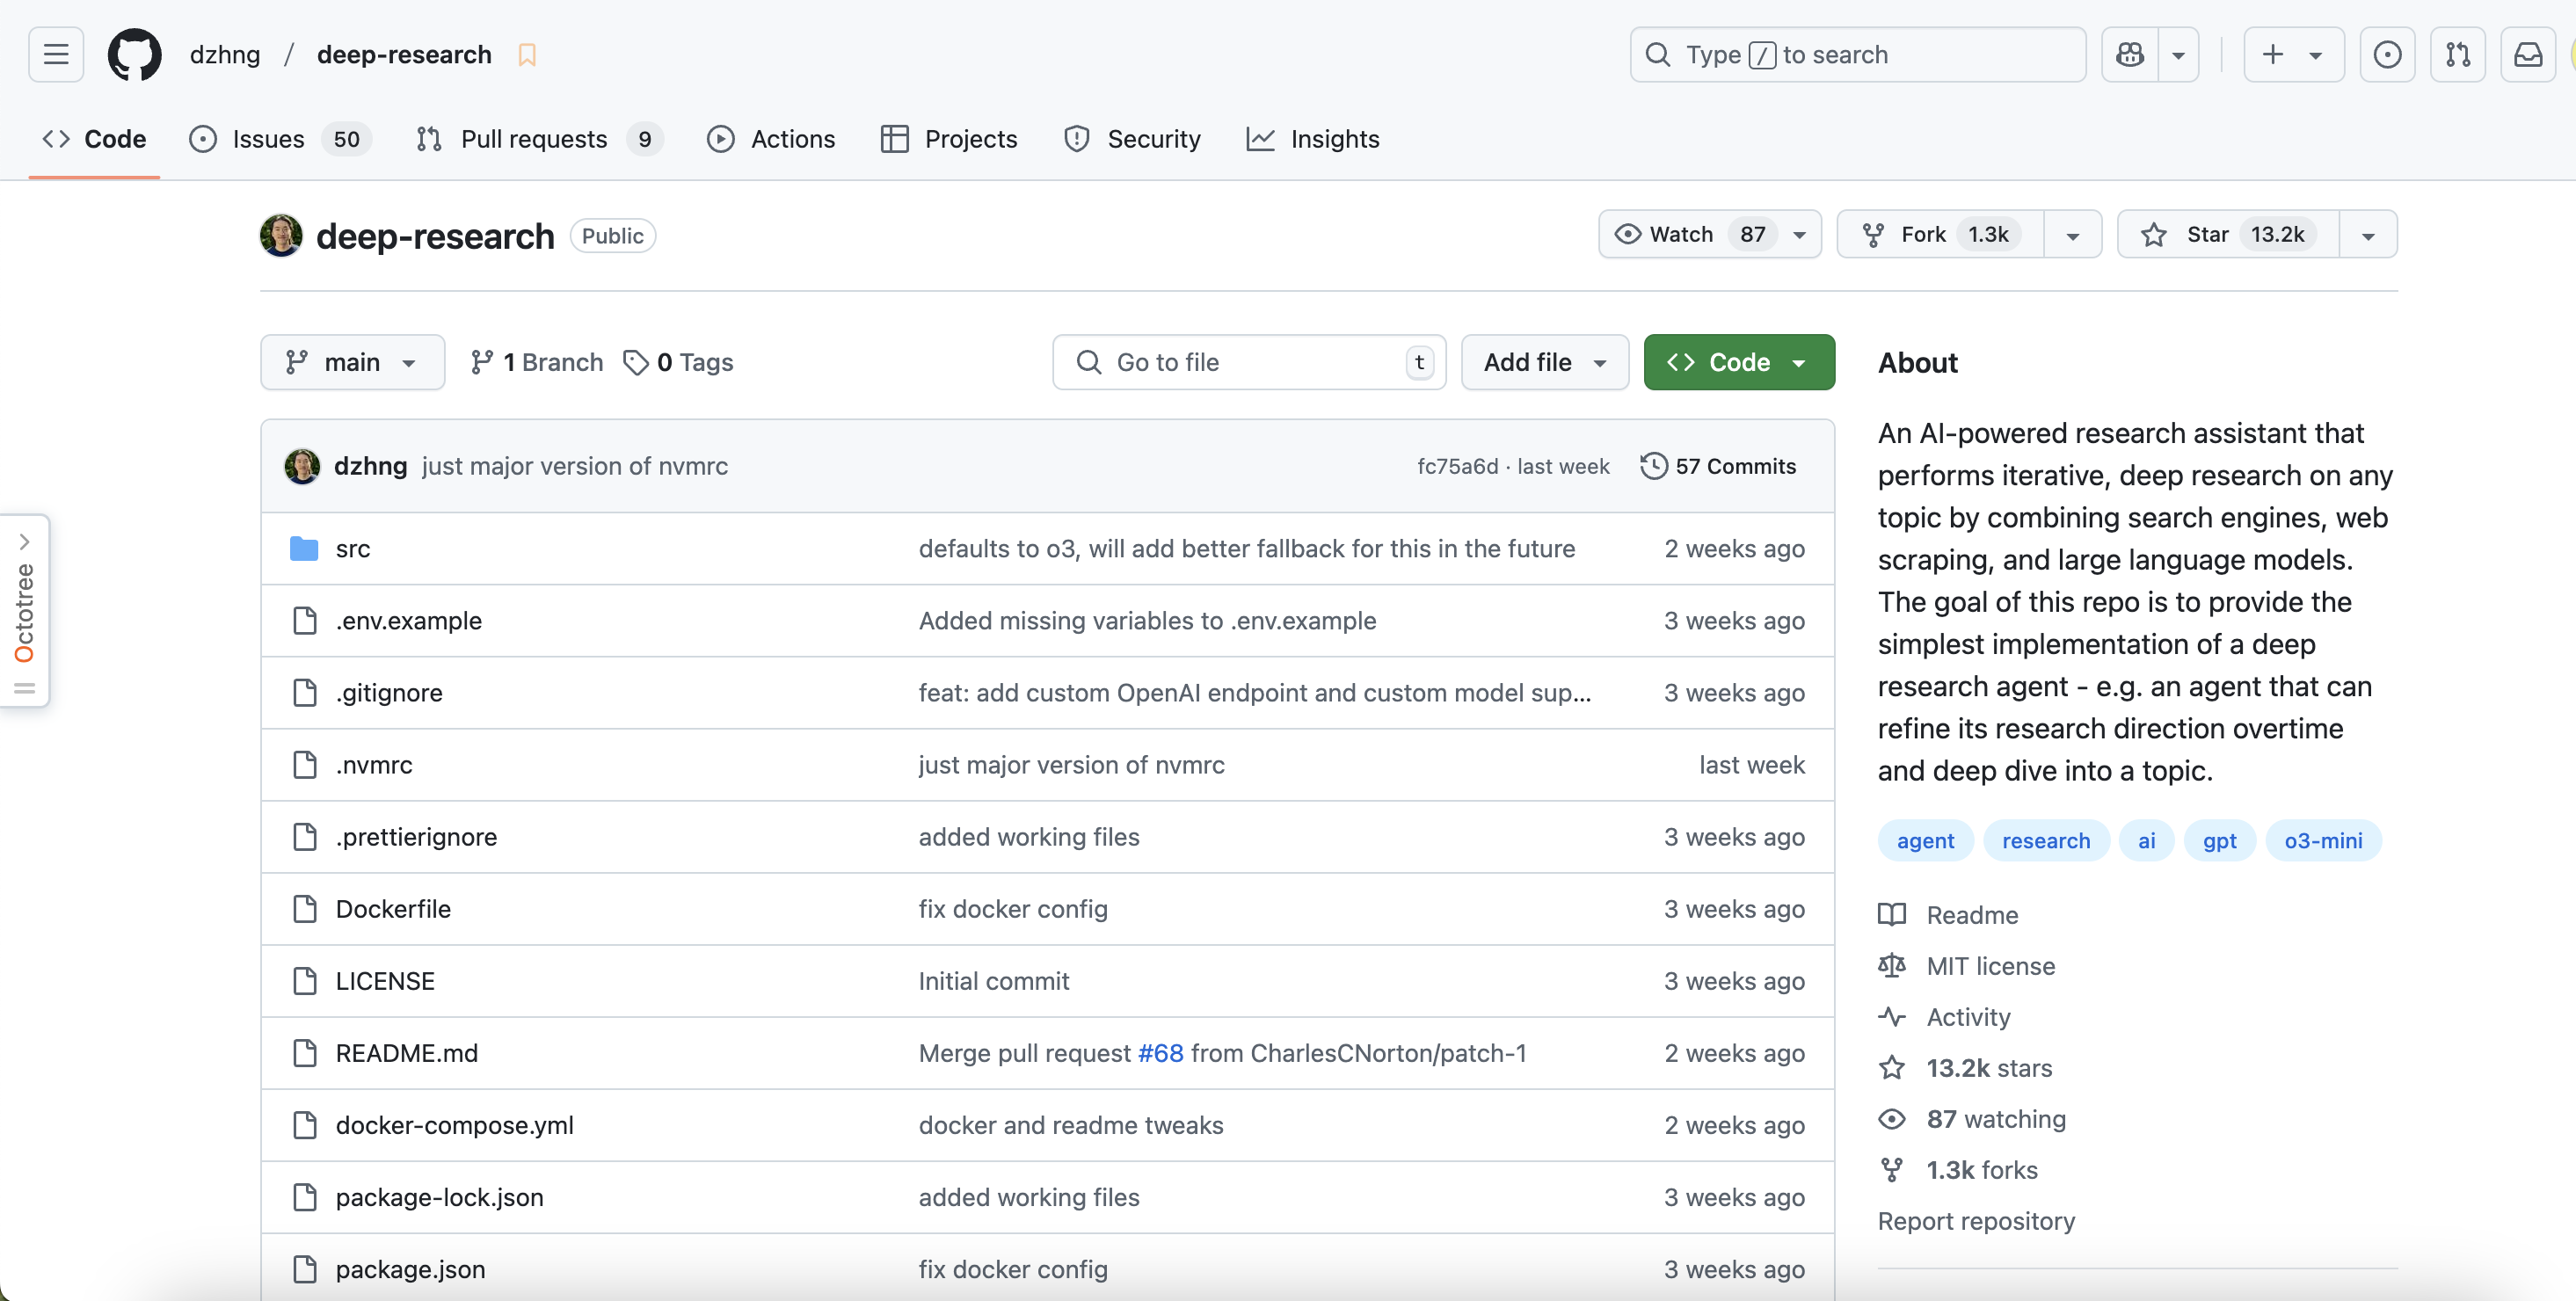 dzhng / deep-research
Type / to search
Code
Issues 50
Pull requests 9
Actions
Projects
Security
Insights
deep-research Public
Watch 87
Fork 1.3k
Star 13.2k
main
1 Branch
0 Tags
Go to file t
Add file
Code
dzhng just major version of nvmrc fc75a6d · last week 57 Commits
src defaults to o3, will add better fallback for this in the future 2 weeks ago
.env.example Added missing variables to .env.example 3 weeks ago
.gitignore feat: add custom OpenAI endpoint and custom model sup... 3 weeks ago
.nvmrc just major version of nvmrc last week
.prettierignore added working files 3 weeks ago
Dockerfile fix docker config 3 weeks ago
LICENSE Initial commit 3 weeks ago
README.md Merge pull request #68 from CharlesCNorton/patch-1 2 weeks ago
docker-compose.yml docker and readme tweaks 2 weeks ago
package-lock.json added working files 3 weeks ago
package.json fix docker config 3 weeks ago
About
An AI-powered research assistant that
performs iterative, deep research on any
topic by combining search engines, web
scraping, and large language models.
The goal of this repo is to provide the
simplest implementation of a deep
research agent - e.g. an agent that can
refine its research direction overtime
and deep dive into a topic.
agent research ai gpt o3-mini
Readme
MIT license
Activity
13.2k stars
87 watching
1.3k forks
Report repository
Octotree